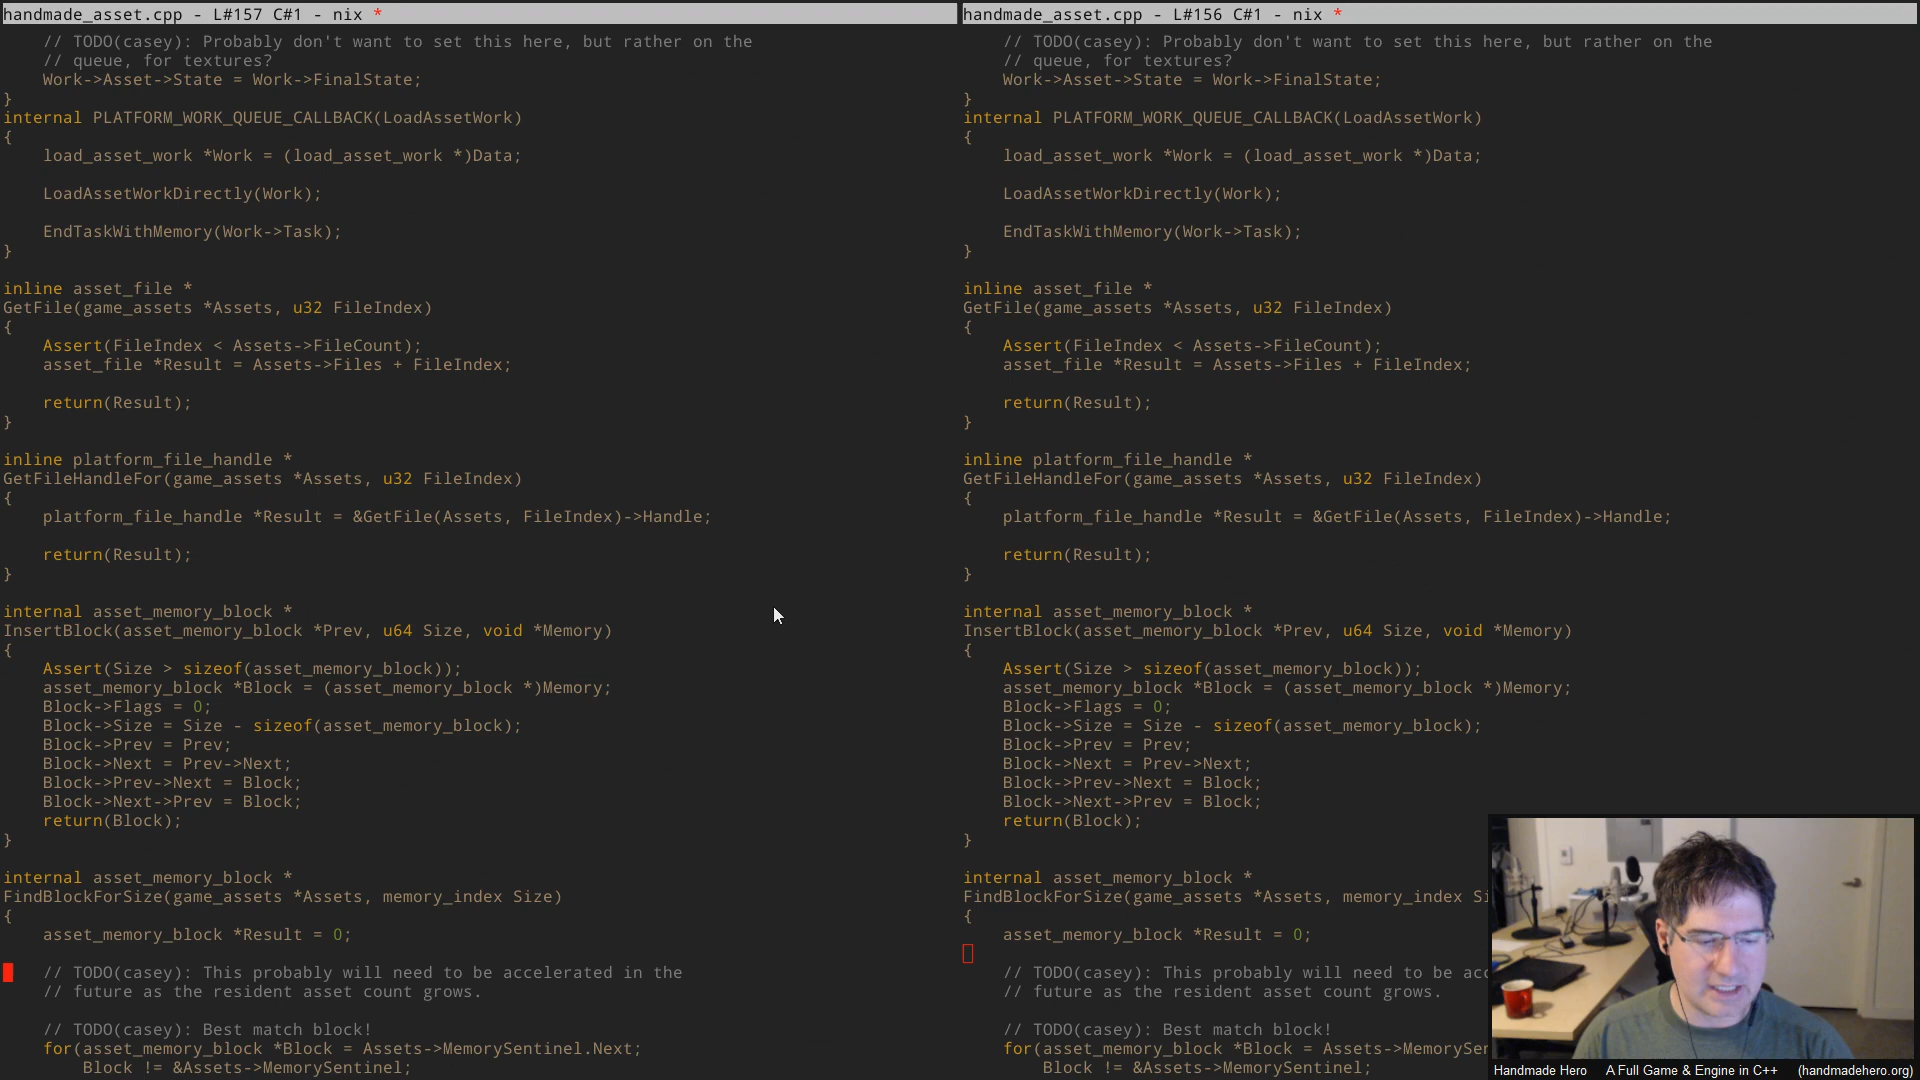 handmade_asset.cpp - L#157 C#1 - nix *
    // TODO(casey): Probably don't want to set this here, but rather on the
    // queue, for textures?
    Work->Asset->State = Work->FinalState;
}
internal PLATFORM_WORK_QUEUE_CALLBACK(LoadAssetWork)
{
    load_asset_work *Work = (load_asset_work *)Data;
    LoadAssetWorkDirectly(Work);
    EndTaskWithMemory(Work->Task);
}
inline asset_file *
GetFile(game_assets *Assets, u32 FileIndex)
{
    Assert(FileIndex < Assets->FileCount);
    asset_file *Result = Assets->Files + FileIndex;
    return(Result);
}
inline platform_file_handle *
GetFileHandleFor(game_assets *Assets, u32 FileIndex)
{
    platform_file_handle *Result = &GetFile(Assets, FileIndex)->Handle;
    return(Result);
}
internal asset_memory_block *
InsertBlock(asset_memory_block *Prev, u64 Size, void *Memory)
{
    Assert(Size > sizeof(asset_memory_block));
    asset_memory_block *Block = (asset_memory_block *)Memory;
    Block->Flags = 0;
    Block->Size = Size - sizeof(asset_memory_block);
    Block->Prev = Prev;
    Block->Next = Prev->Next;
    Block->Prev->Next = Block;
    Block->Next->Prev = Block;
    return(Block);
}
internal asset_memory_block *
FindBlockForSize(game_assets *Assets, memory_index Size)
{
    asset_memory_block *Result = 0;
    // TODO(casey): This probably will need to be accelerated in the
    // future as the resident asset count grows.
    // TODO(casey): Best match block!
    for(asset_memory_block *Block = Assets->MemorySentinel.Next;
        Block != &Assets->MemorySentinel;
handmade_asset.cpp - L#156 C#1 - nix *
    // TODO(casey): Probably don't want to set this here, but rather on the
    // queue, for textures?
    Work->Asset->State = Work->FinalState;
}
internal PLATFORM_WORK_QUEUE_CALLBACK(LoadAssetWork)
{
    load_asset_work *Work = (load_asset_work *)Data;
    LoadAssetWorkDirectly(Work);
    EndTaskWithMemory(Work->Task);
}
inline asset_file *
GetFile(game_assets *Assets, u32 FileIndex)
{
    Assert(FileIndex < Assets->FileCount);
    asset_file *Result = Assets->Files + FileIndex;
    return(Result);
}
inline platform_file_handle *
GetFileHandleFor(game_assets *Assets, u32 FileIndex)
{
    platform_file_handle *Result = &GetFile(Assets, FileIndex)->Handle;
    return(Result);
}
internal asset_memory_block *
InsertBlock(asset_memory_block *Prev, u64 Size, void *Memory)
{
    Assert(Size > sizeof(asset_memory_block));
    asset_memory_block *Block = (asset_memory_block *)Memory;
    Block->Flags = 0;
    Block->Size = Size - sizeof(asset_memory_block);
    Block->Prev = Prev;
    Block->Next = Prev->Next;
    Block->Prev->Next = Block;
    Block->Next->Prev = Block;
    return(Block);
}
internal asset_memory_block *
FindBlockForSize(game_assets *Assets, memory_index Si
{
    asset_memory_block *Result = 0;
    // TODO(casey): This probably will need to be acc
    // future as the resident asset count grows.
    // TODO(casey): Best match block!
    for(asset_memory_block *Block = Assets->MemorySen
        Block != &Assets->MemorySentinel;
Handmade Hero A Full Game & Engine in C++ (handmadehero.org)